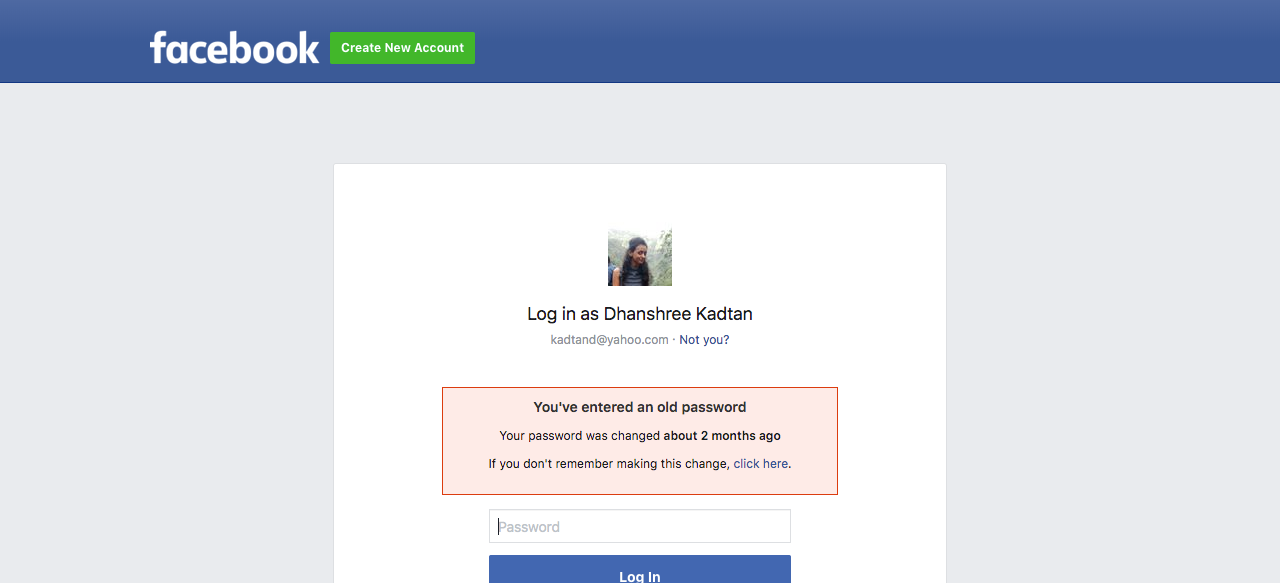 facebook
Create New Account
Log in as Dhanshree Kadtan
kadtand@yahoo.com · Not you?
You've entered an old password
Your password was changed about 2 months ago
If you don't remember making this change, click here.
Password
Log In